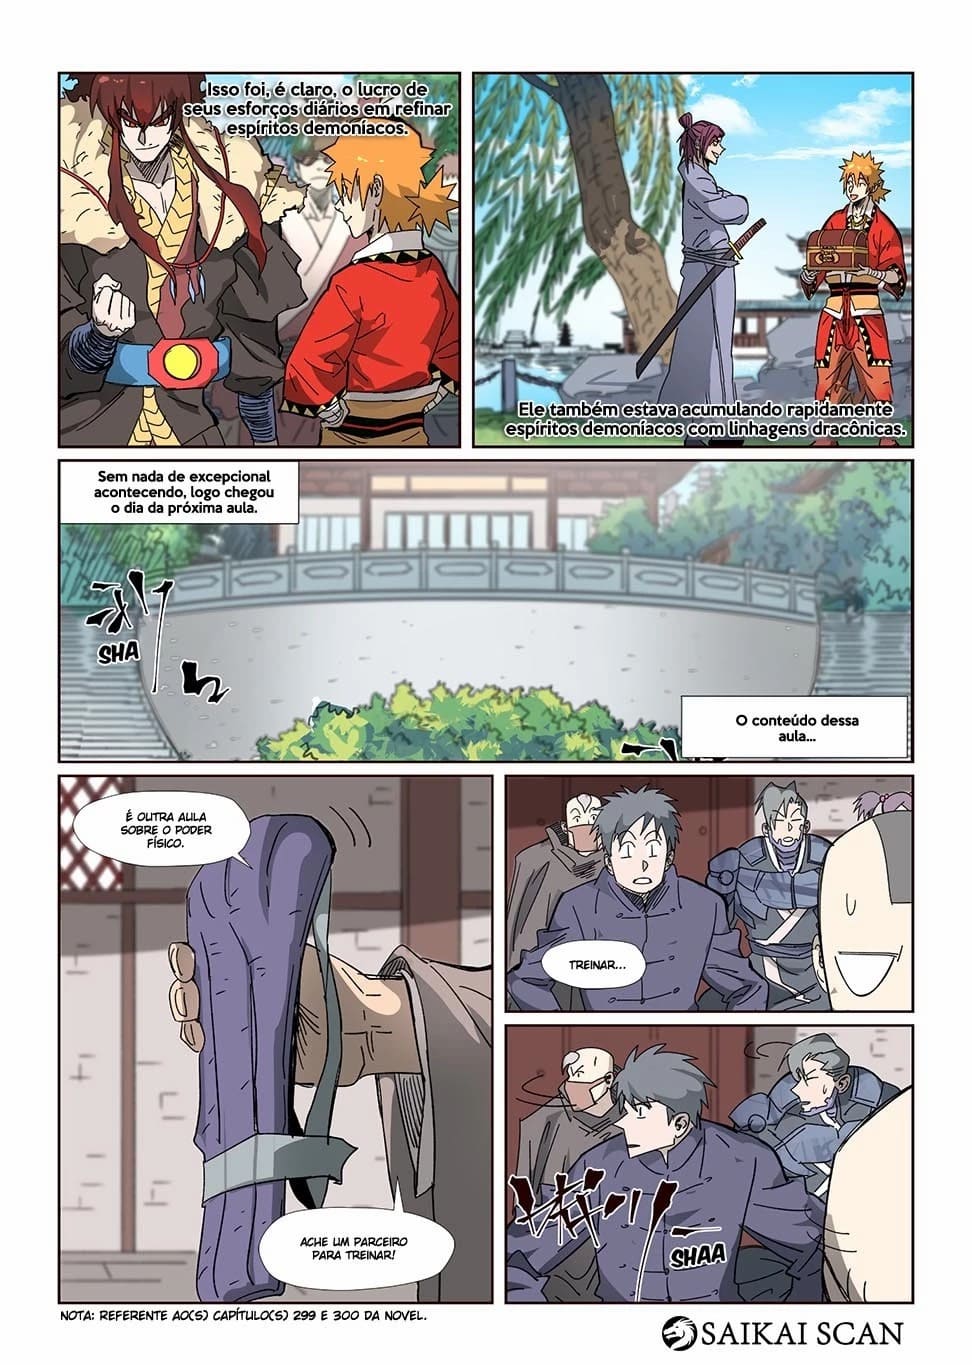 Isso foi, é claro, o lucro de
seus esforços diários em refinar
espíritos demoníacos.
Ele também estava acumulando rapidamente
espíritos demoníacos com linhagens dracônicas.
Sem nada de excepcional
acontecendo, logo chegou
o dia da próxima aula.
SHA
O conteúdo dessa
aula...
É OUTRA AULA
SOBRE O PODER
FÍSICO.
ACHE UM PARCEIRO
PARA TREINAR!
TREINAR...
SHAA
NOTA: REFERENTE AO(S) CAPÍTULO(S) 299 E 300 DA NOVEL.
SAIKAI SCAN